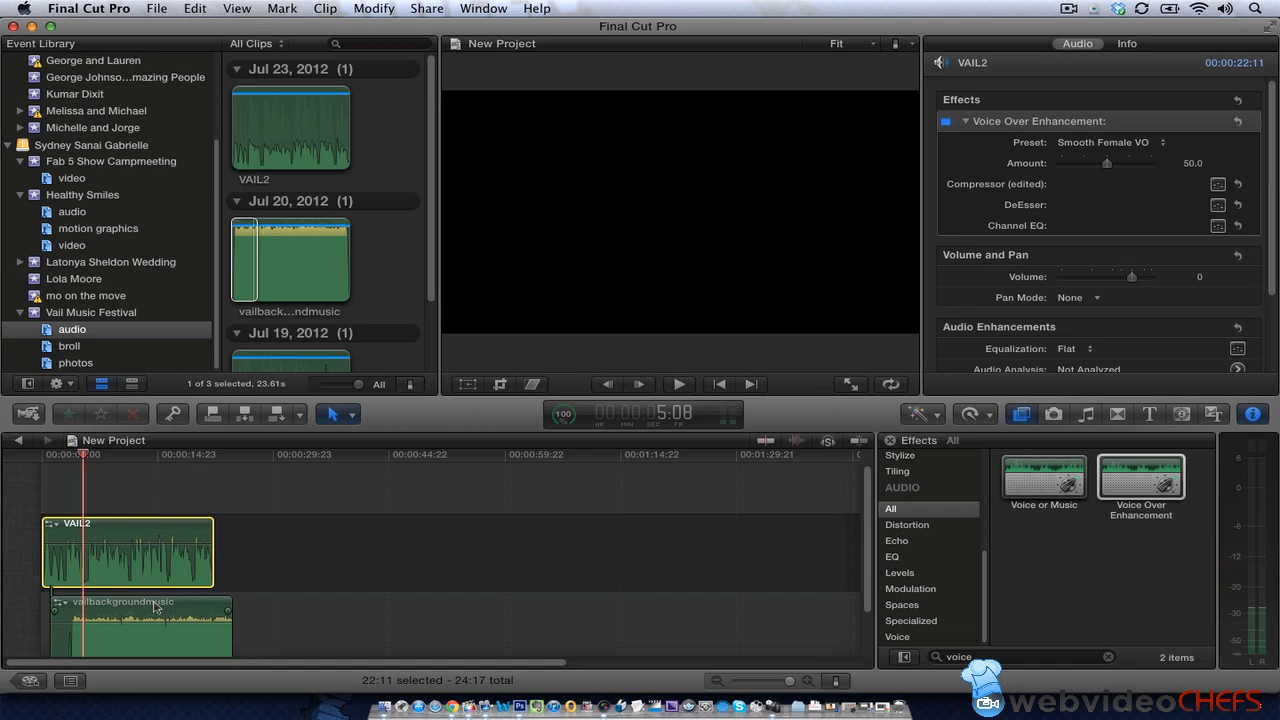 Final Cut Pro File Edit View Mark Clip Modify Share Window Help
Final Cut Pro
Event Library
George and Lauren
George Johnso...mazing People
Kumar Dixit
Melissa and Michael
Michelle and Jorge
Sydney Sanai Gabrielle
Fab 5 Show Campmeeting
video
Healthy Smiles
audio
motion graphics
video
Latonya Sheldon Wedding
Lola Moore
mo on the move
Vail Music Festival
audio
broll
photos
All Clips
Jul 23, 2012 (1)
VAIL2
Jul 20, 2012 (1)
vailback...ndmusic
Jul 19, 2012 (1)
1 of 3 selected, 23.61s
All
New Project
Fit
Audio Info
VAIL2 00:00:22:11
Effects
Voice Over Enhancement:
Preset: Smooth Female VO
Amount: 50.0
Compressor (edited):
DeEsser:
Channel EQ:
Volume and Pan
Volume: 0
Pan Mode: None
Audio Enhancements
Equalization: Flat
Audio Analysis: Not Analyzed
100
%
00:00:05:08
HR MIN SEC FR
New Project
00:00:00:00 00:00:14:23 00:00:29:23 00:00:44:22 00:00:59:22 00:01:14:22 00:01:29:21
VAIL2
vailbackgroundmusic
22:11 selected - 24:17 total
Effects All
Stylize
Tiling
AUDIO
All
Distortion
Echo
EQ
Levels
Modulation
Spaces
Specialized
Voice
Voice or Music
Voice Over
Enhancement
voice
2 items
6
0
-6
-12
-20
-30
-50
L R
webvideoCHEFS